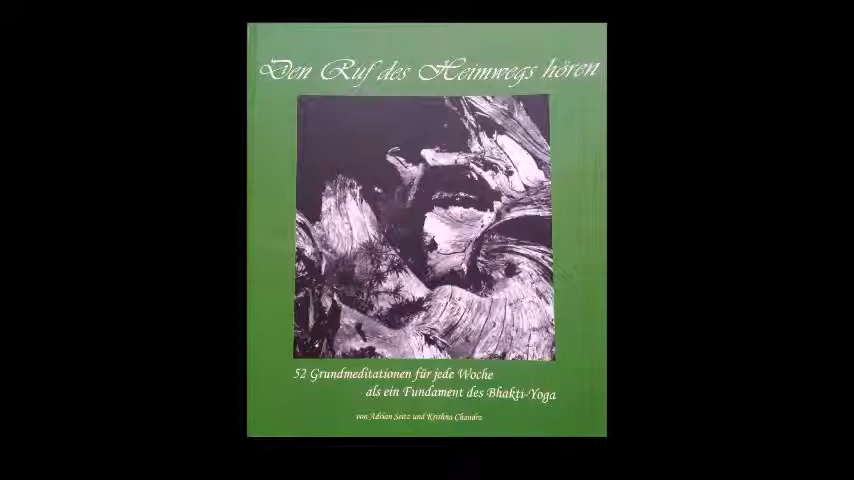 Den Ruf des Heimwegs hören
52 Grundmeditationen für jede Woche
als ein Fundament des Bhakti-Yoga
von Adrian Seitz und Krishna Chandra